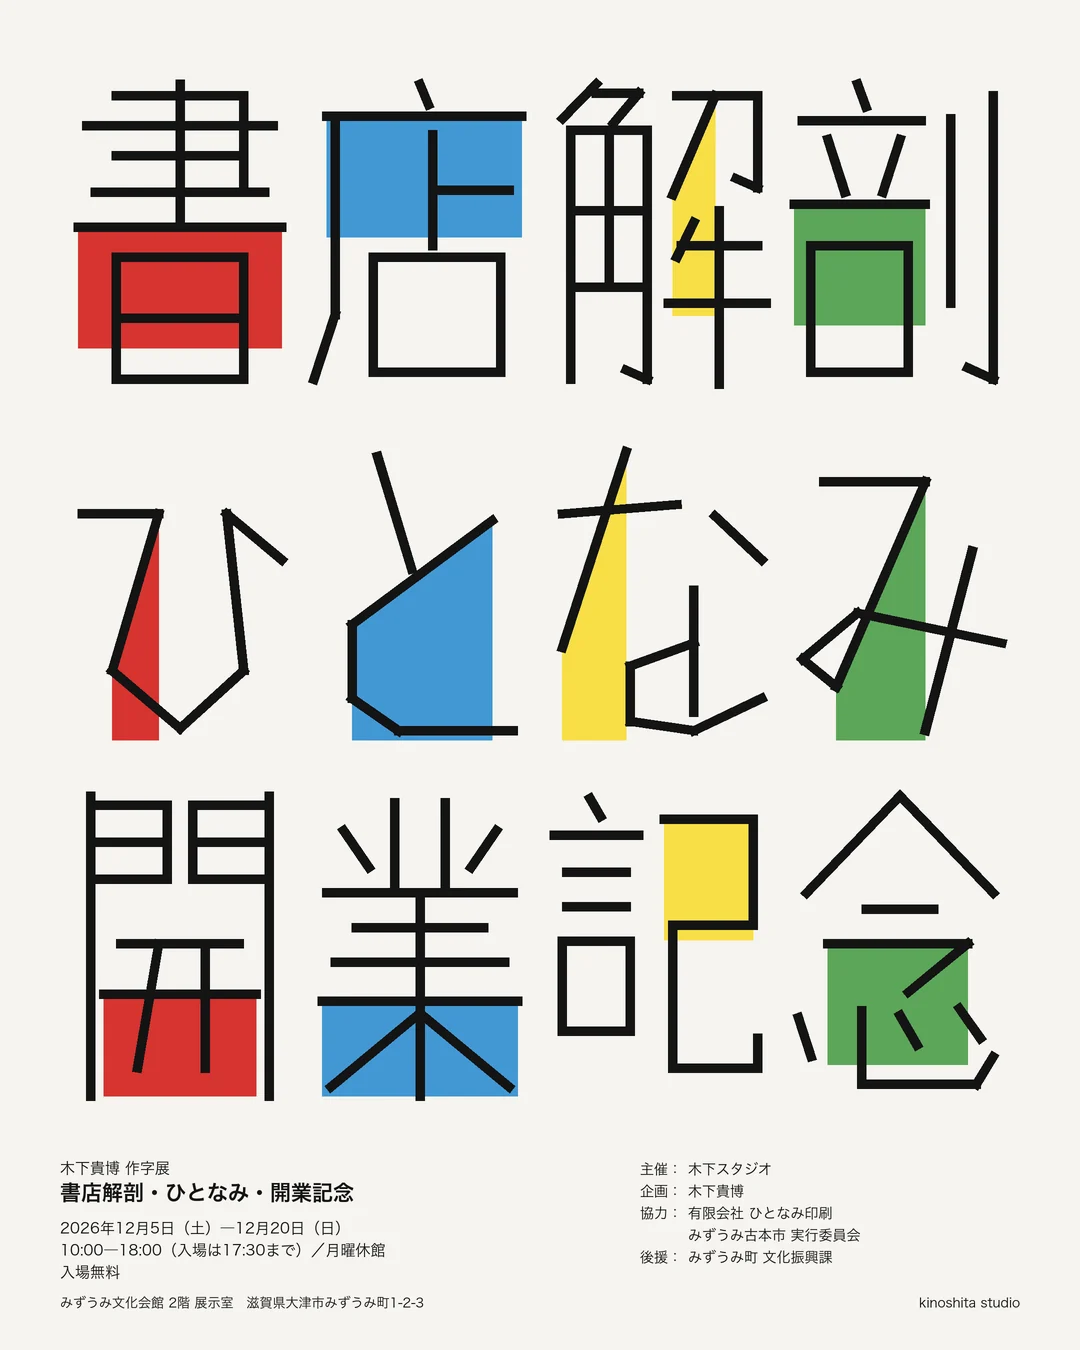 書店解剖
ひとなみ
開業記念
木下貴博 作字展
書店解剖・ひとなみ・開業記念
2026年12月5日（土）―12月20日（日）
10:00―18:00（入場は17:30まで）／月曜休館
入場無料
みずうみ文化会館 2階 展示室　滋賀県大津市みずうみ町1-2-3
主催： 木下スタジオ
企画： 木下貴博
協力： 有限会社 ひとなみ印刷
みずうみ古本市 実行委員会
後援： みずうみ町 文化振興課
kinoshita studio